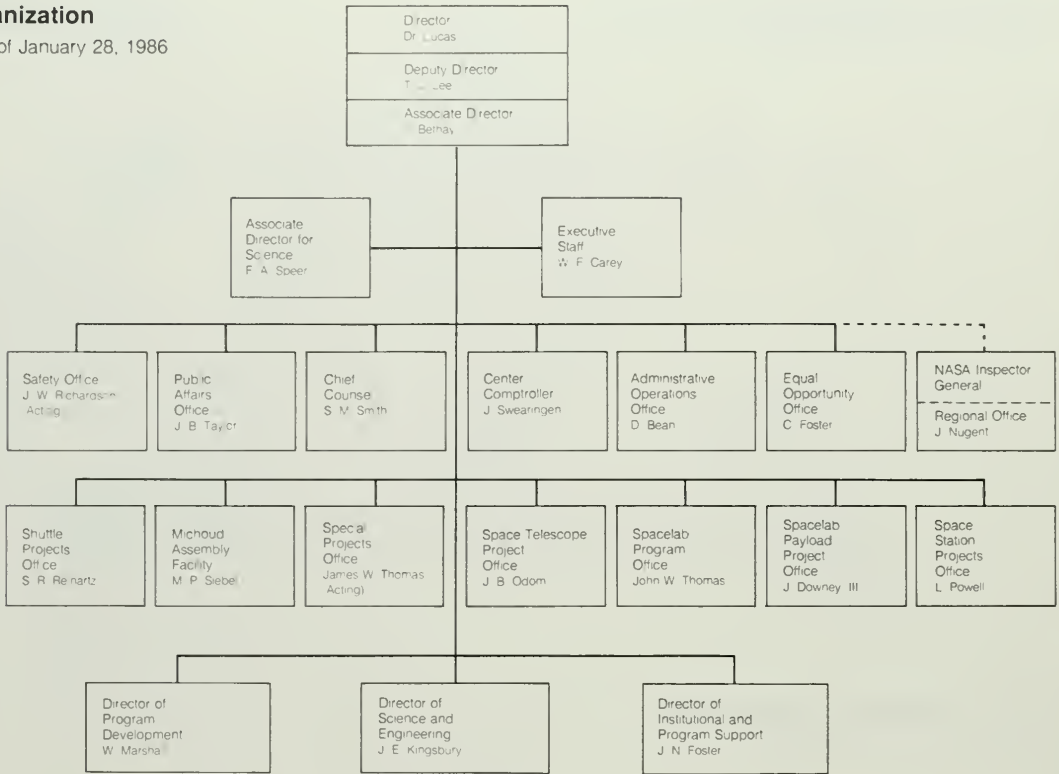 anization
of January 28, 1986
Director
Dr Lucas
Deputy Director
T Lee
Associate Director
Bethay
Associate
Director for
Science
F A Speer
Executive
Staff
W F Carey
Safety Office
J W Richardson
Acting
Public
Affairs
Office
J B Taylor
Chief
Counse
S M Smith
Center
Comptroller
J Swearingen
Administrative
Operations
Office
D Bean
Equal
Opportunity
Office
C Foster
NASA Inspector
General
Regional Office
J Nugent
Shuttle
Projects
Office
S R Reinartz
Michoud
Assembly
Facility
M P Siebel
Special
Projects
Office
James W Thomas
Acting)
Space Telescope
Project
Office
J B Odom
Spacelab
Program
Office
John W Thomas
Spacelab
Payload
Project
Office
J Downey III
Space
Station
Projects
Office
L Powell
Director of
Program
Development
W Marshal
Director of
Science and
Engineering
J E Kingsbury
Director of
Institutional and
Program Support
J N Foster